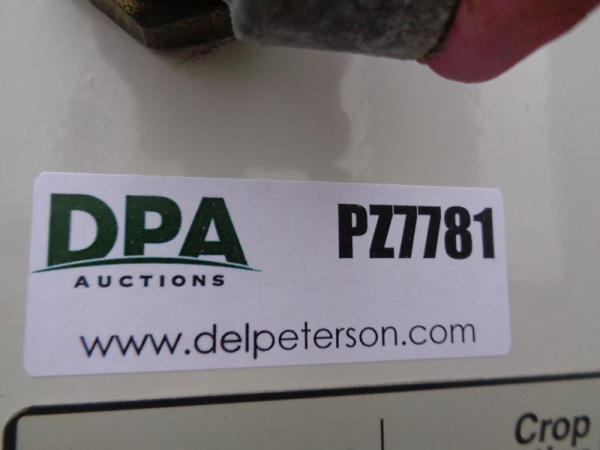 DPA
AUCTIONS
PZ7781
www.delpeterson.com
Crop